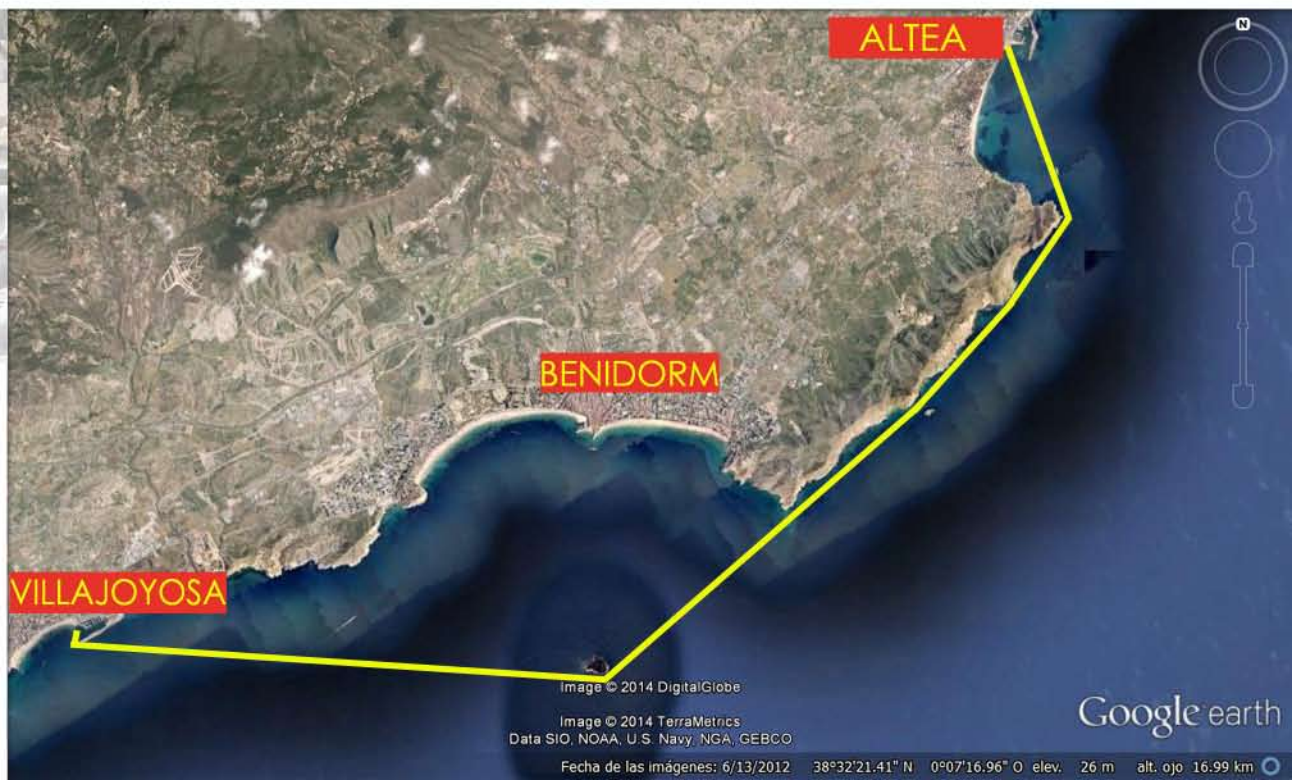 N
ALTEA
BENIDORM
VILLAJOYOSA
Image © 2014 DigitalGlobe
Image © 2014 TerraMetrics
Data SIO, NOAA, U.S. Navy, NGA, GEBCO
Google earth
Fecha de las imágenes: 6/13/2012 38°32'21.41" N 0°07'16.96" O elev. 26 m alt. ojo 16.99 km